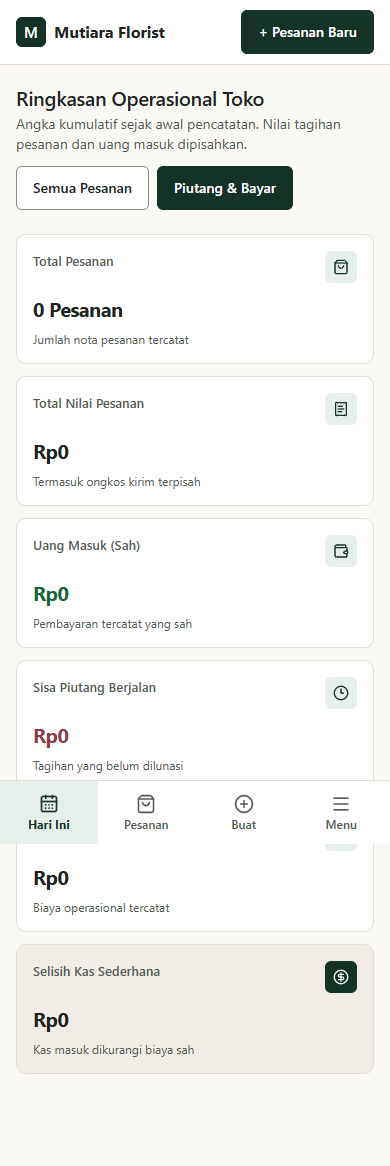 M Mutiara Florist
+ Pesanan Baru
Ringkasan Operasional Toko
Angka kumulatif sejak awal pencatatan. Nilai tagihan
pesanan dan uang masuk dipisahkan.
Semua Pesanan
Piutang & Bayar
Total Pesanan
0 Pesanan
Jumlah nota pesanan tercatat
Total Nilai Pesanan
Rp0
Termasuk ongkos kirim terpisah
Uang Masuk (Sah)
Rp0
Pembayaran tercatat yang sah
Sisa Piutang Berjalan
Rp0
Tagihan yang belum dilunasi
Hari Ini
Pesanan
Buat
Menu
Rp0
Biaya operasional tercatat
Selisih Kas Sederhana
Rp0
Kas masuk dikurangi biaya sah